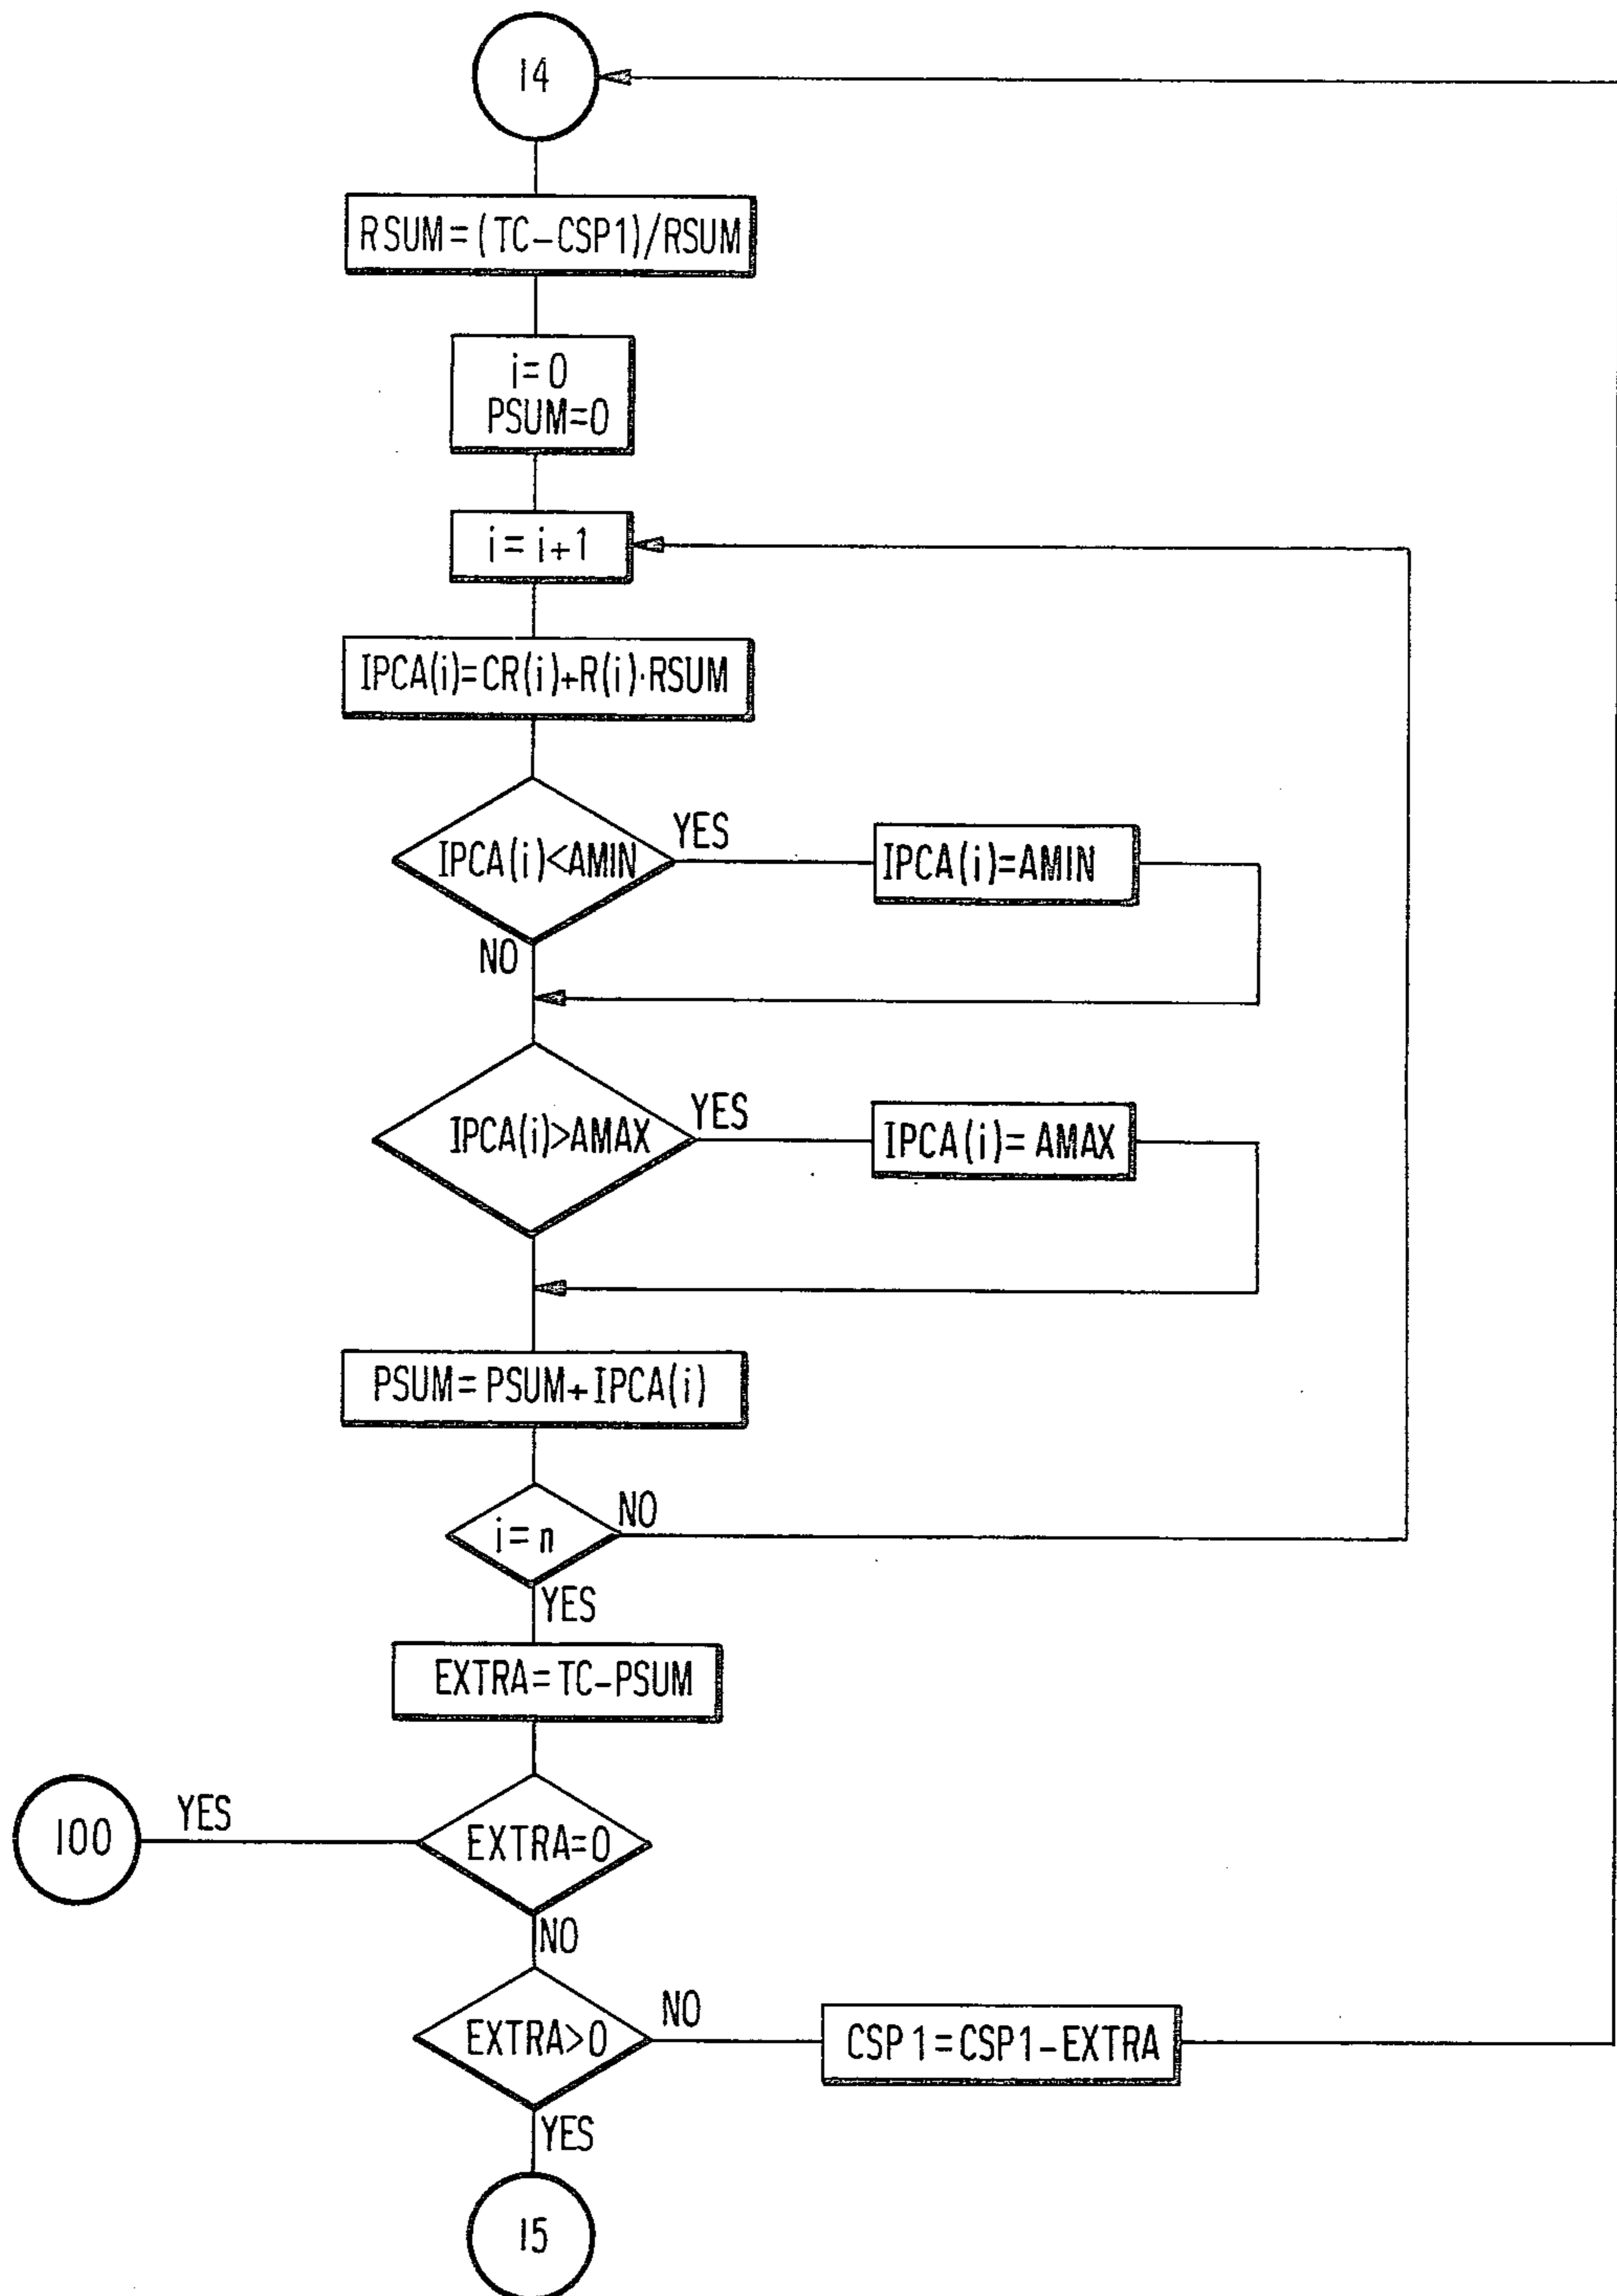 14
RSUM=(TC-CSP1)/RSUM
i=0
PSUM=0
i=i+1
IPCA(i)=CR(i)+R(i)·RSUM
IPCA(i)<AMIN
YES
IPCA(i)=AMIN
NO
IPCA(i)>AMAX
YES
IPCA(i)=AMAX
PSUM=PSUM+IPCA(i)
i=n
NO
YES
EXTRA=TC-PSUM
100
YES
EXTRA=0
NO
EXTRA>0
NO
CSP1=CSP1-EXTRA
YES
15